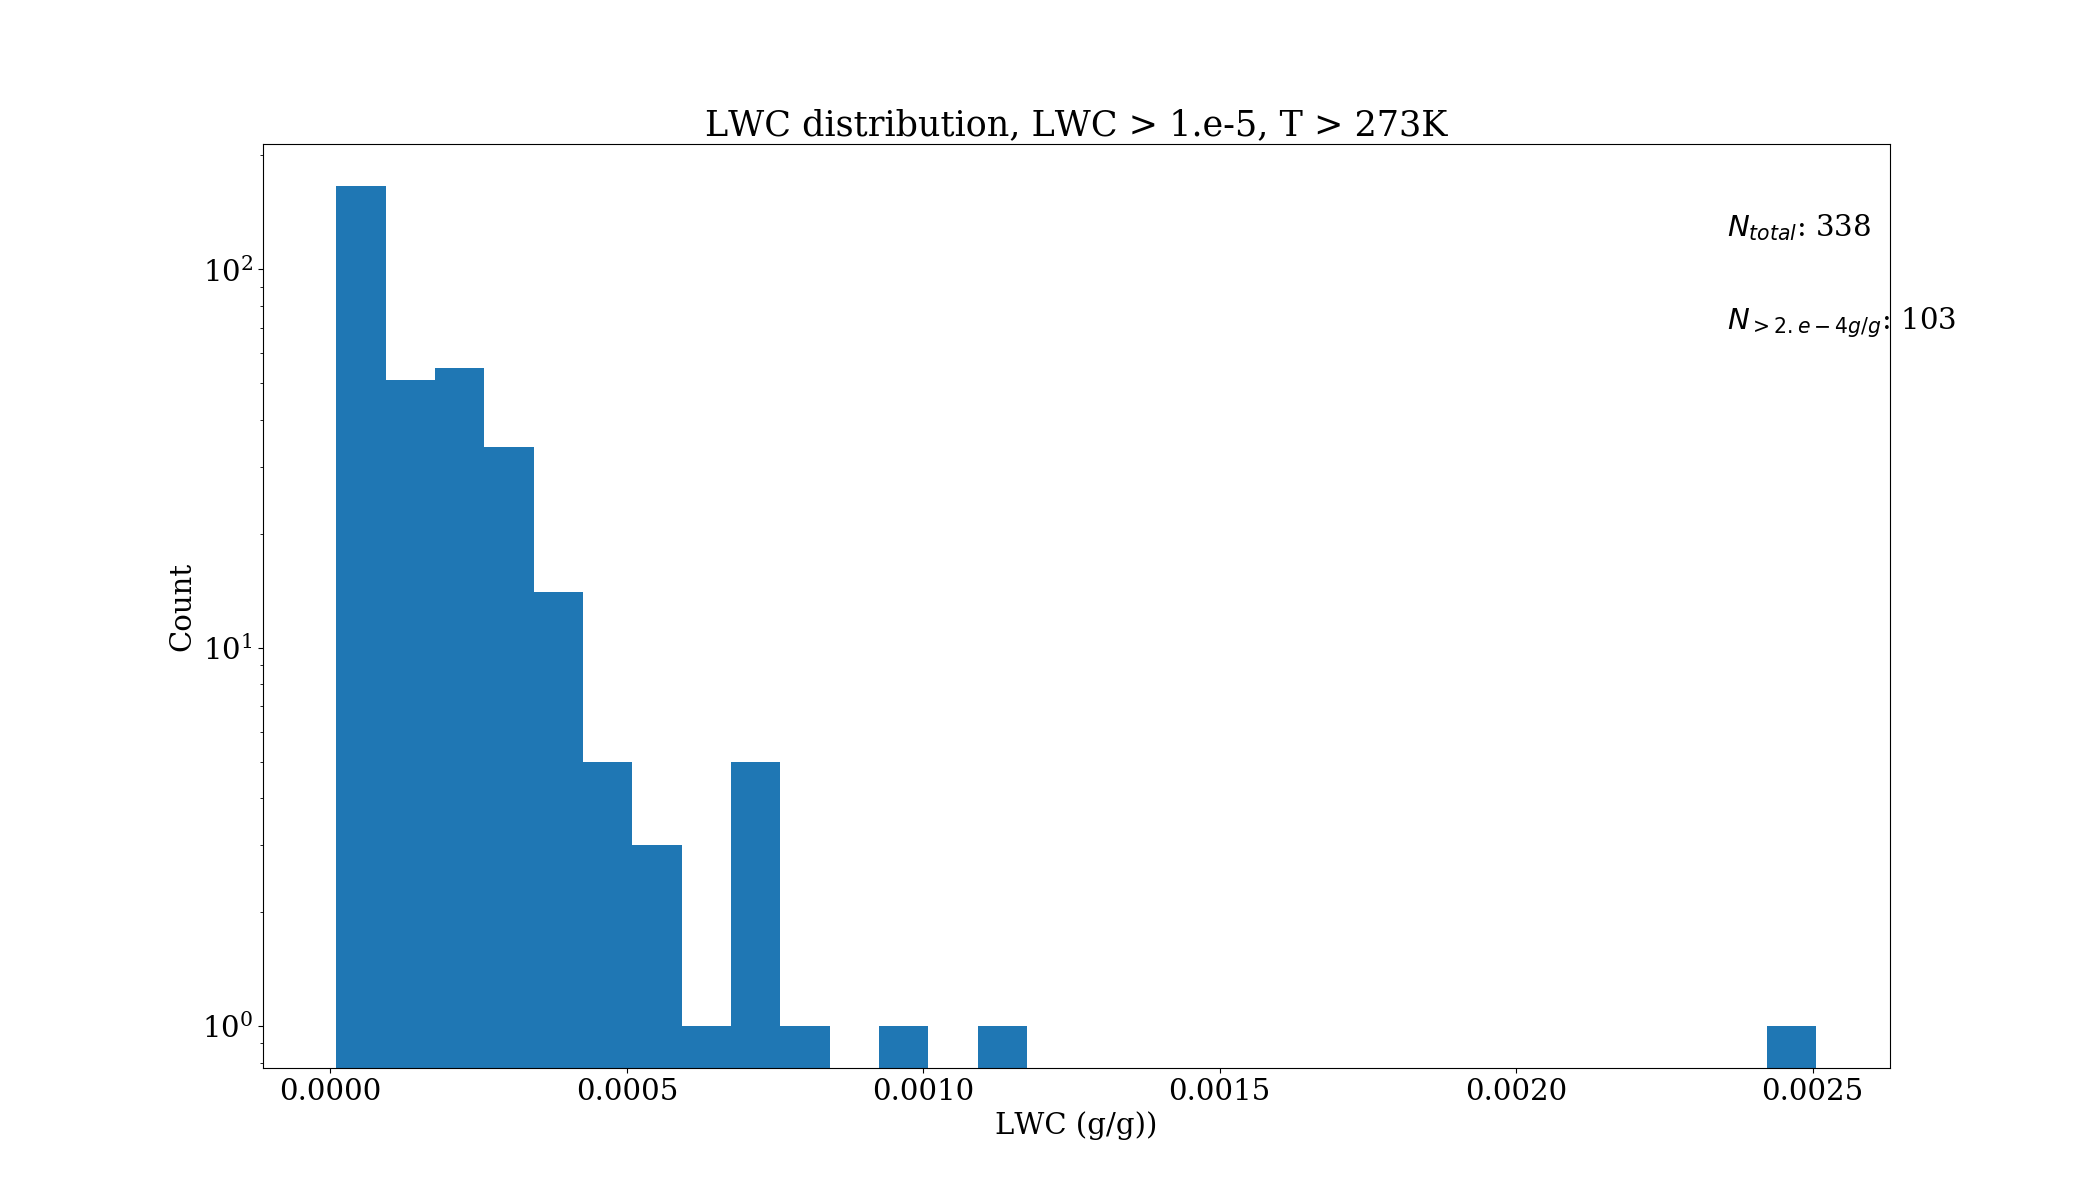 LWC distribution, LWC > 1.e-5, T > 273K
N_total: 338
N_>2.e−4g/g: 103
Count
10^2
10^1
10^0
0.0000 0.0005 0.0010 0.0015 0.0020 0.0025
LWC (g/g))